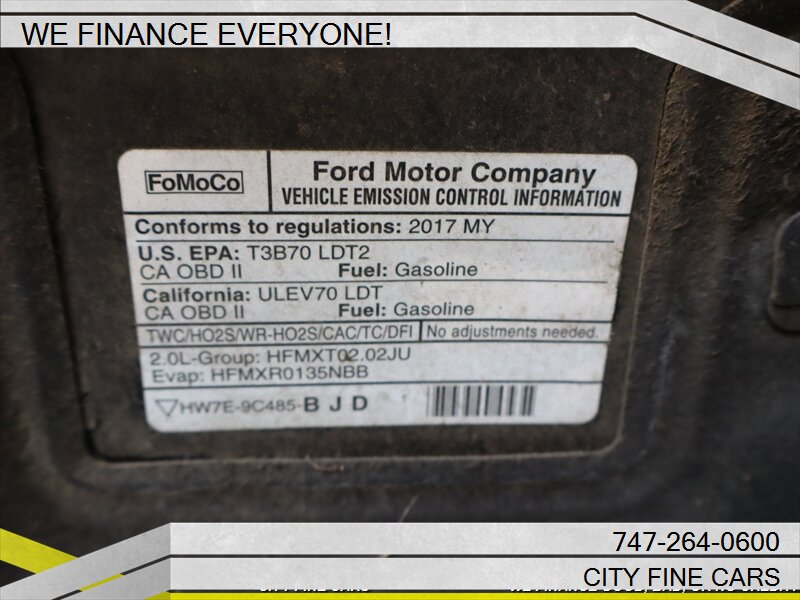 WE FINANCE EVERYONE!
FoMoCo
Ford Motor Company
VEHICLE EMISSION CONTROL INFORMATION
Conforms to regulations: 2017 MY
U.S. EPA: T3B70 LDT2
CA OBD II Fuel: Gasoline
California: ULEV70 LDT
CA OBD II Fuel: Gasoline
TWC/HO2S/WR-HO2S/CAC/TC/DFI No adjustments needed.
2.0L-Group: HFMXT02.02JU
Evap: HFMXR0135NBB
HW7E-9C485-B J D
747-264-0600
CITY FINE CARS